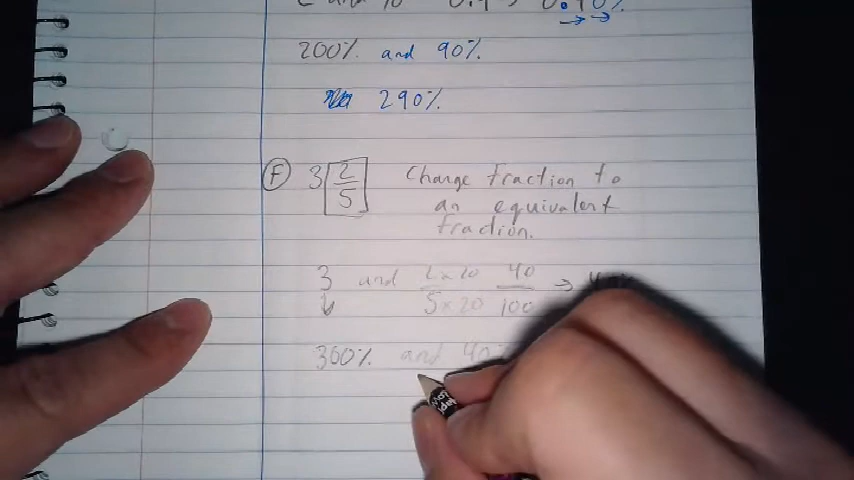 200% and 90%
290%
F 3 2/5 Change fraction to
an equivalent
fraction.
3 and 2 x 20 / 5 x 20 40/100 →
300% and 40%